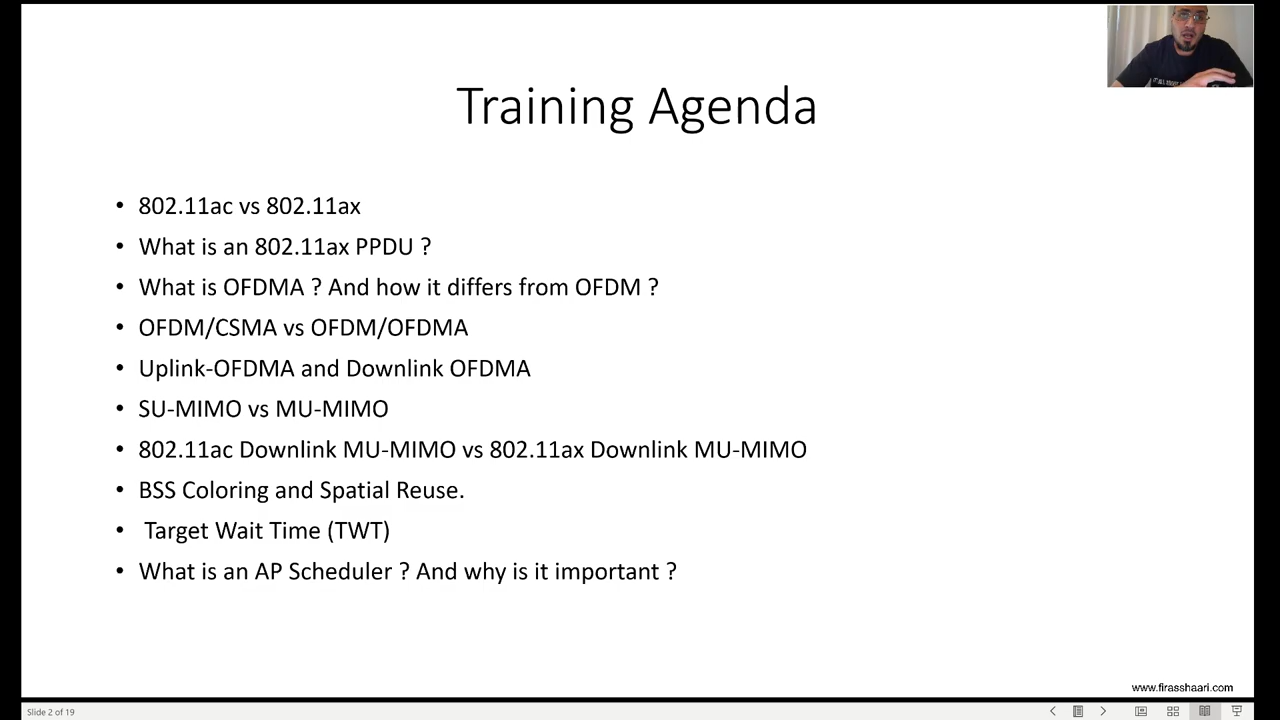 Training Agenda
• 802.11ac vs 802.11ax
• What is an 802.11ax PPDU ?
• What is OFDMA ? And how it differs from OFDM ?
• OFDM/CSMA vs OFDM/OFDMA
• Uplink-OFDMA and Downlink OFDMA
• SU-MIMO vs MU-MIMO
• 802.11ac Downlink MU-MIMO vs 802.11ax Downlink MU-MIMO
• BSS Coloring and Spatial Reuse.
• Target Wait Time (TWT)
• What is an AP Scheduler ? And why is it important ?
www.firasshaari.com
Slide 2 of 19